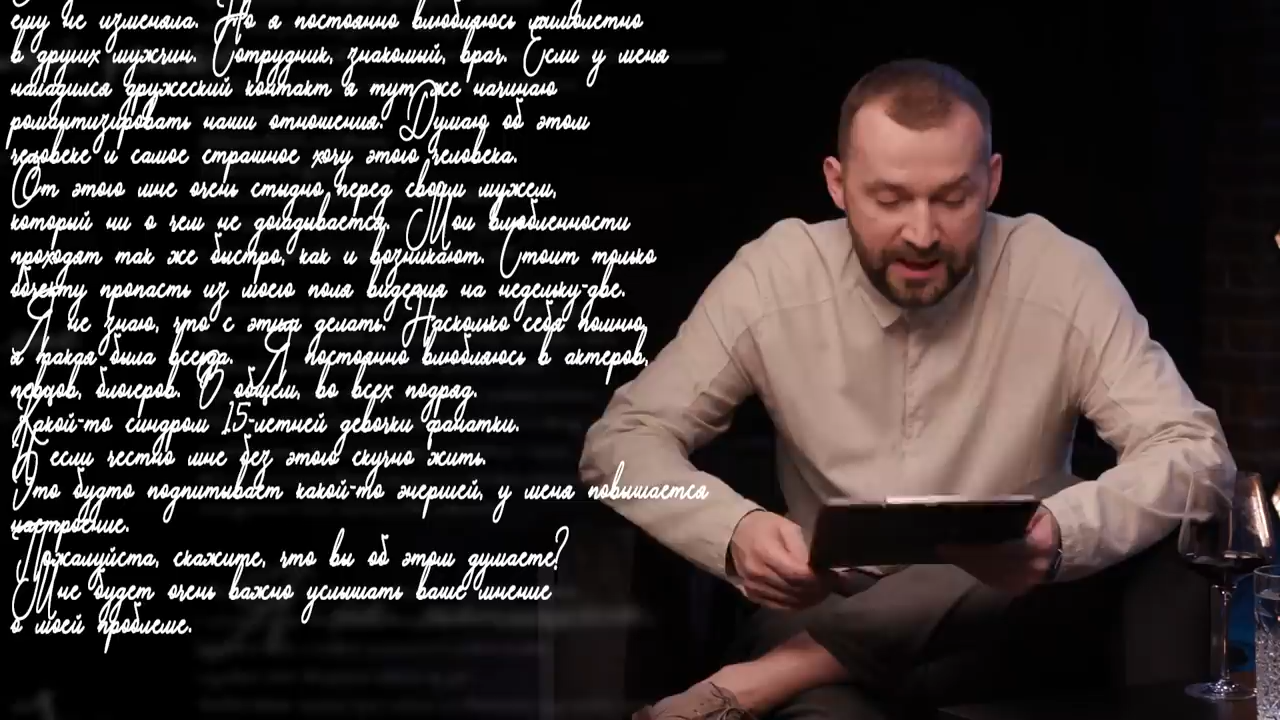 ему не изменяла. Но я постоянно влюбляюсь мимолетно
в других мужчин. Сотрудник, знакомый, врач. Если у меня
наладился дружеский контакт я тут же начинаю
романтизировать наши отношения. Думаю об этом
человеке и самое страшное хочу этого человека.
От этого мне очень стыдно перед своим мужем,
который ни о чем не догадывается. Мои влюбленности
проходят так же быстро, как и возникают. Стоит только
объекту пропасть из моего поля видения на недельку-две.
Я не знаю, что с этим делать. Насколько себя помню,
я такая была всегда. Я постоянно влюбляюсь в актеров,
певцов, блогеров. В общем, во всех подряд.
Какой-то синдром 15-летней девочки фанатки.
И если честно мне без этого скучно жить.
Это будто подпитывает какой-то энергией, у меня повышается
настроение.
Пожалуйста, скажите, что вы об этом думаете?
Мне будет очень важно услышать ваше мнение
о моей проблеме.